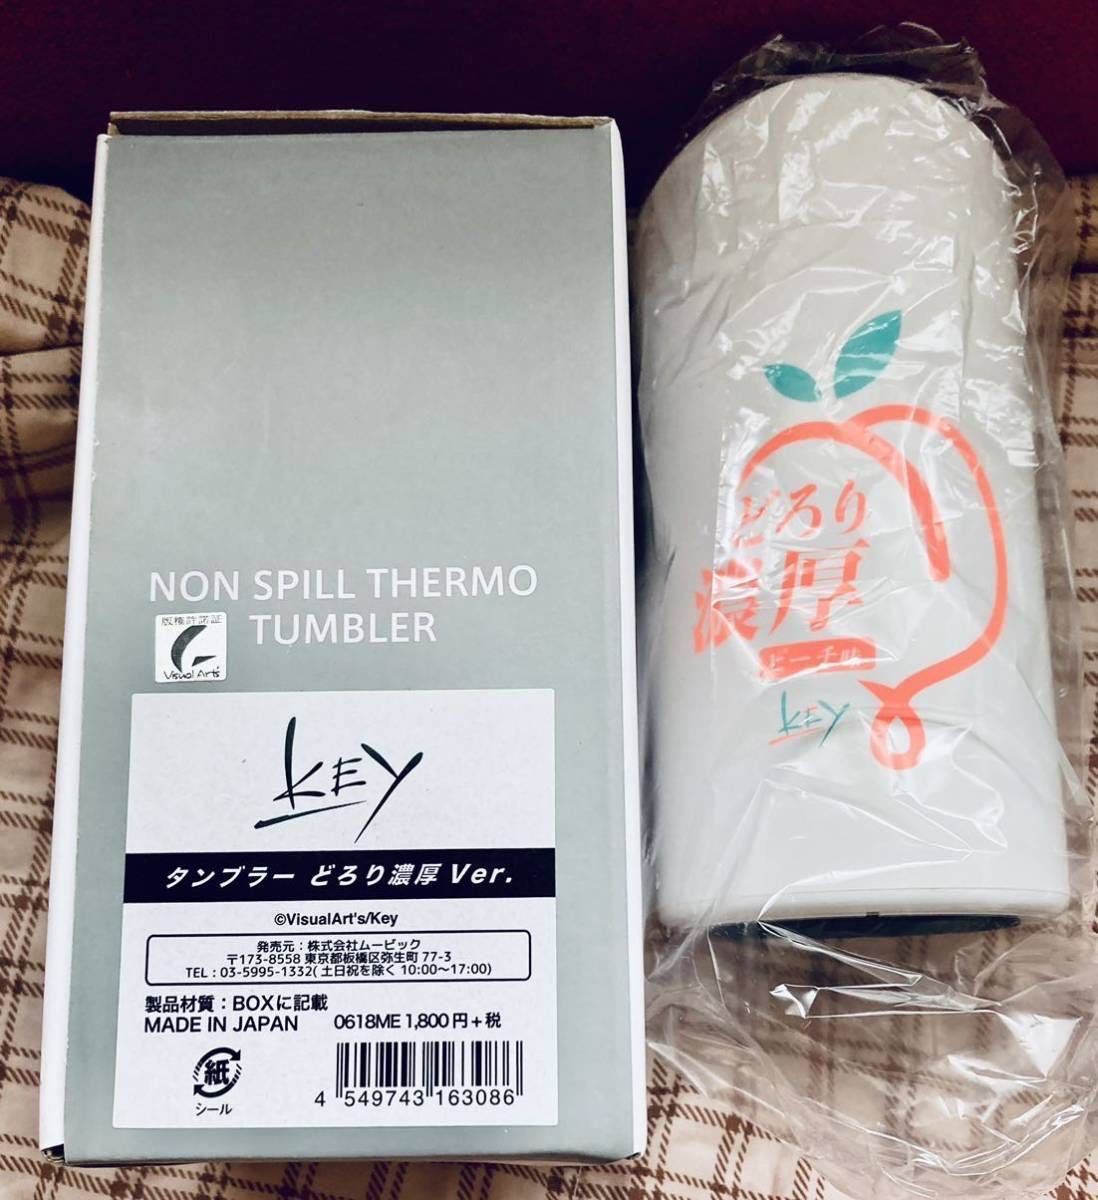 NON SPILL THERMO
TUMBLER
版権許諾証
Visual Art's
KEY
タンブラー どろり濃厚 Ver.
©VisualArt's/Key
発売元：株式会社ムービック
〒173-8558 東京都板橋区弥生町 77-3
TEL：03-5995-1332( 土日祝を除く 10:00〜17:00)
製品材質：BOXに記載
MADE IN JAPAN 0618ME 1,800円+税
紙
シール
4 549743 163086
どろり
濃厚
ピーチ味
KEY